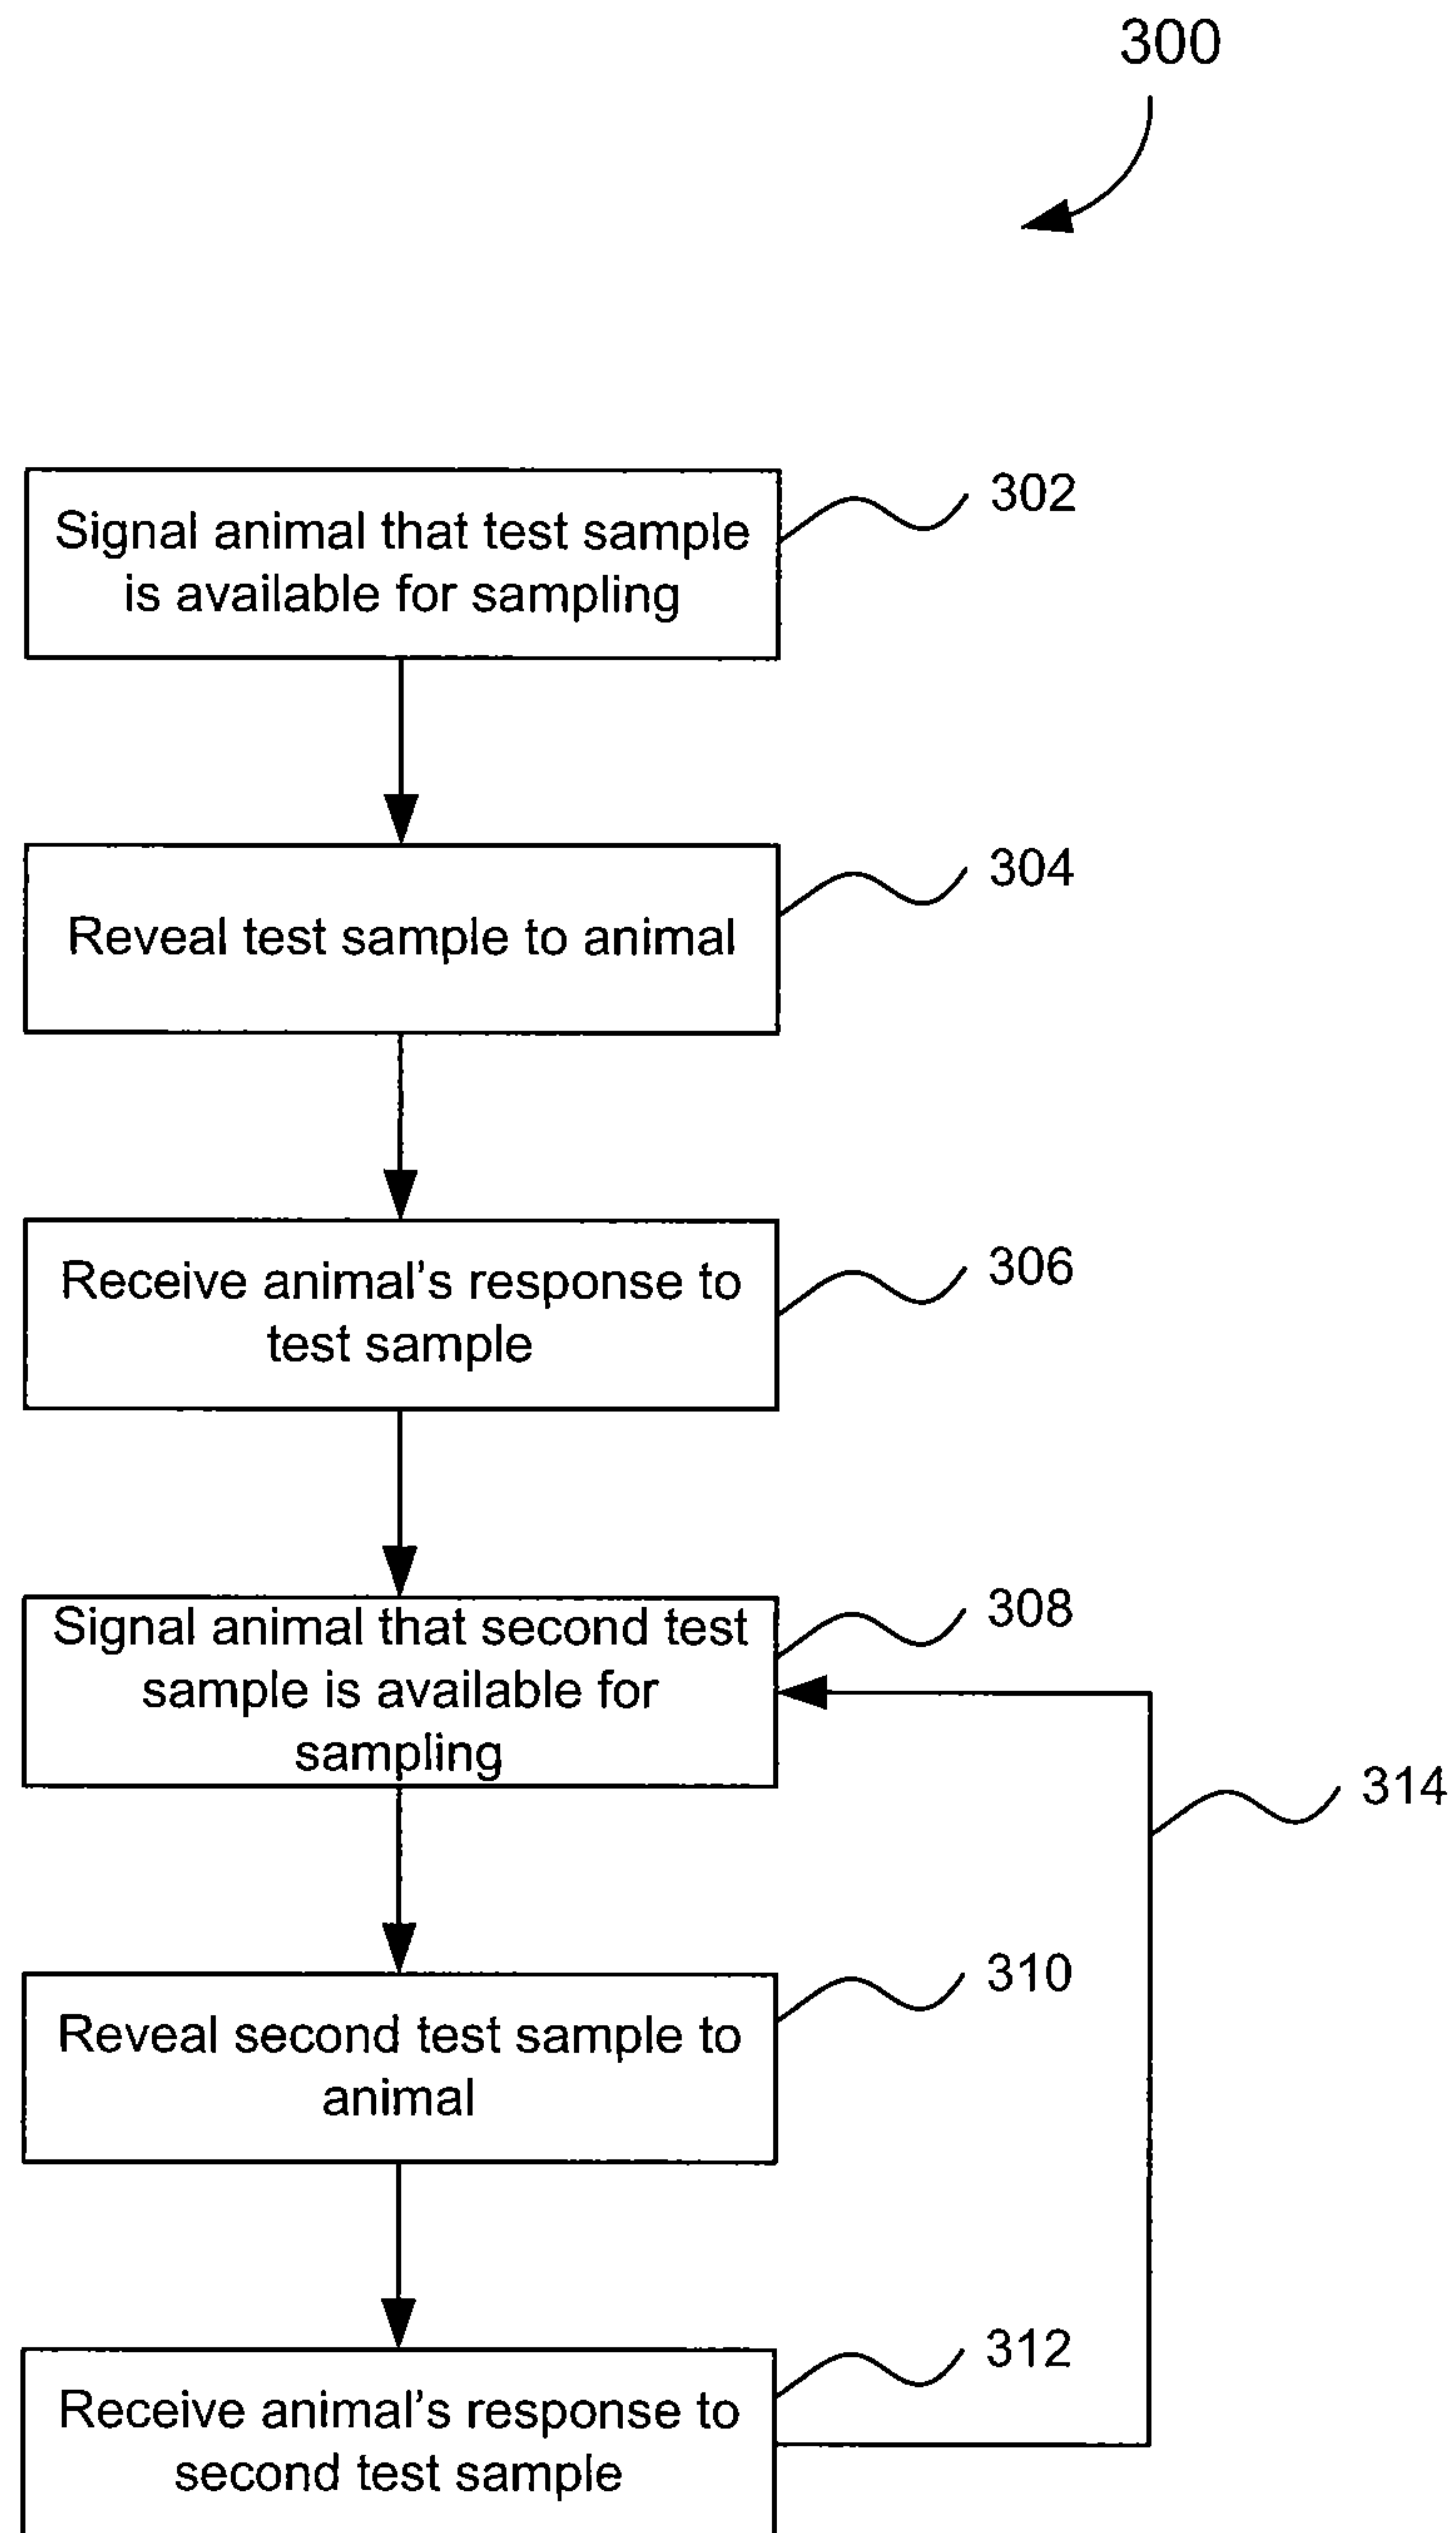 300
Signal animal that test sample
is available for sampling
302
Reveal test sample to animal
304
Receive animal's response to
test sample
306
Signal animal that second test
sample is available for
sampling
308
314
Reveal second test sample to
animal
310
Receive animal's response to
second test sample
312